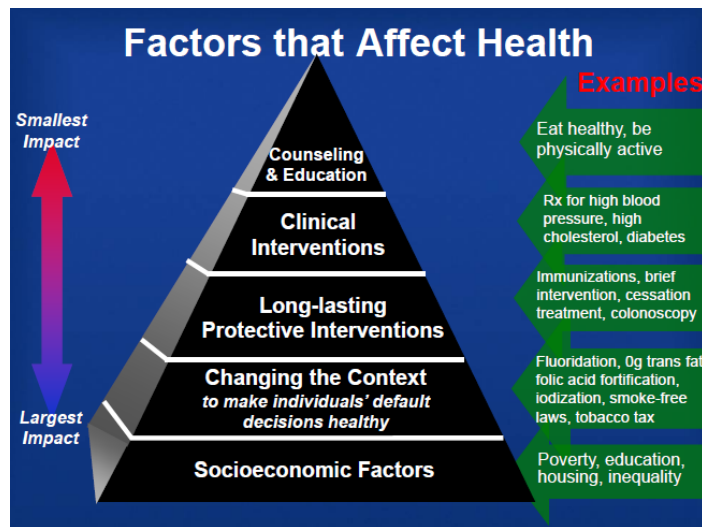 Factors that Affect Health
Examples
Smallest
Impact
Counseling
& Education
Eat healthy, be
physically active
Clinical
Interventions
Rx for high blood
pressure, high
cholesterol, diabetes
Long-lasting
Protective Interventions
Immunizations, brief
intervention, cessation
treatment, colonoscopy
Changing the Context
to make individuals' default
decisions healthy
Fluoridation, 0g trans fat
folic acid fortification,
iodization, smoke-free
laws, tobacco tax
Largest
Impact
Socioeconomic Factors
Poverty, education,
housing, inequality